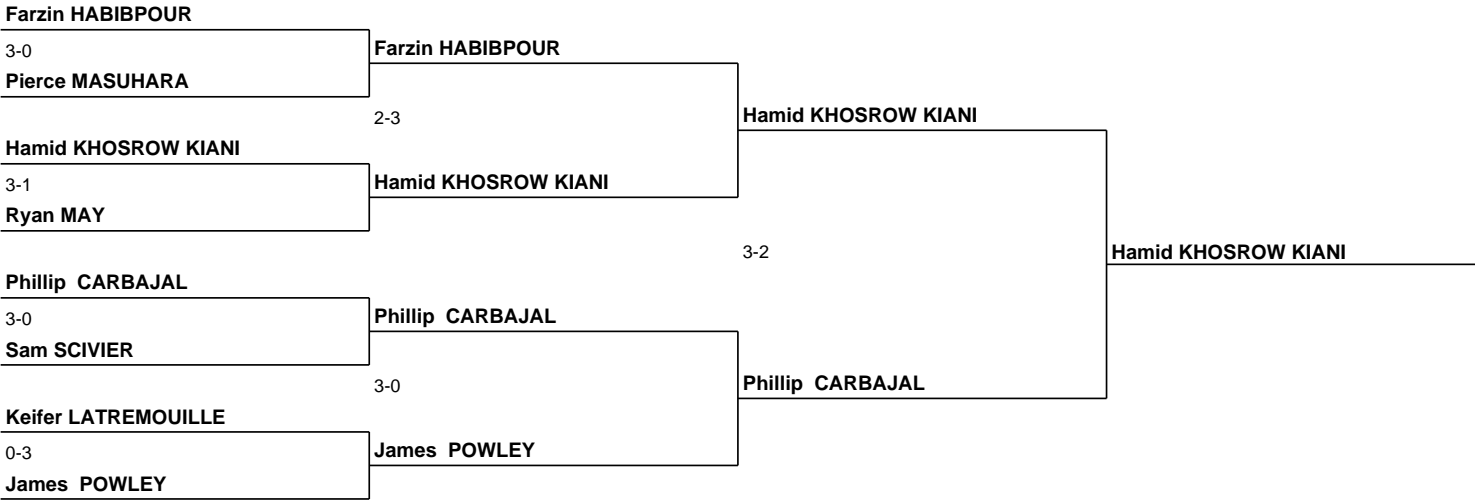 Farzin HABIBPOUR
3-0
Pierce MASUHARA
Hamid KHOSROW KIANI
3-1
Ryan MAY
Phillip  CARBAJAL
3-0
Sam SCIVIER
Keifer LATREMOUILLE
0-3
James  POWLEY
Farzin HABIBPOUR
2-3
Hamid KHOSROW KIANI
Phillip  CARBAJAL
3-0
James  POWLEY
Hamid KHOSROW KIANI
3-2
Phillip  CARBAJAL
Hamid KHOSROW KIANI